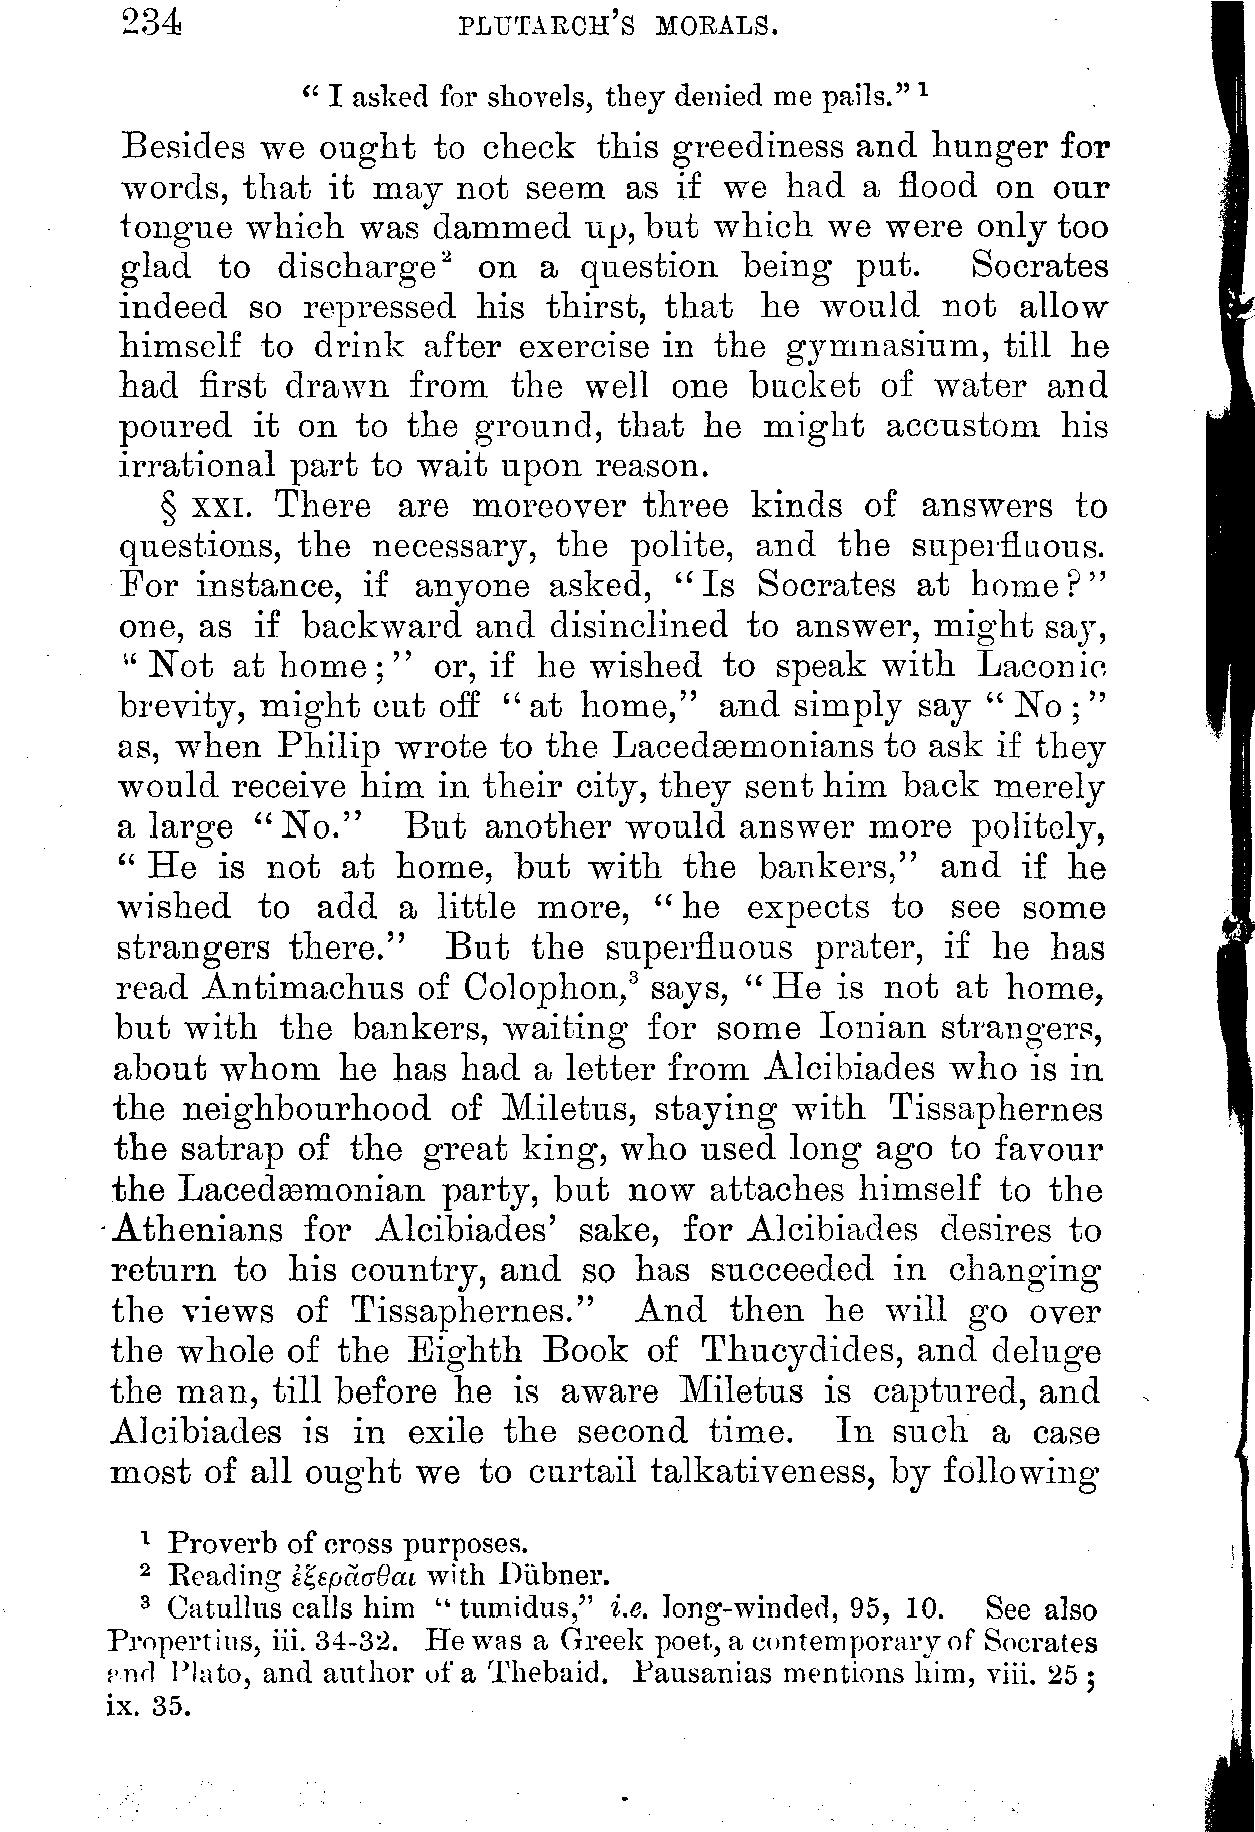 234 PLUTARCH'S MORALS.
“ I asked for shovels, they denied me pails.” ¹
Besides we ought to check this greediness and hunger for
words, that it may not seem as if we had a flood on our
tongue which was dammed up, but which we were only too
glad to discharge² on a question being put. Socrates
indeed so repressed his thirst, that he would not allow
himself to drink after exercise in the gymnasium, till he
had first drawn from the well one bucket of water and
poured it on to the ground, that he might accustom his
irrational part to wait upon reason.
§ XXI. There are moreover three kinds of answers to
questions, the necessary, the polite, and the superfluous.
For instance, if anyone asked, “Is Socrates at home?”
one, as if backward and disinclined to answer, might say,
“ Not at home;” or, if he wished to speak with Laconic
brevity, might cut off “at home,” and simply say “ No;”
as, when Philip wrote to the Lacedæmonians to ask if they
would receive him in their city, they sent him back merely
a large “No.” But another would answer more politely,
“ He is not at home, but with the bankers,” and if he
wished to add a little more, “he expects to see some
strangers there.” But the superfluous prater, if he has
read Antimachus of Colophon,³ says, “ He is not at home,
but with the bankers, waiting for some Ionian strangers,
about whom he has had a letter from Alcibiades who is in
the neighbourhood of Miletus, staying with Tissaphernes
the satrap of the great king, who used long ago to favour
the Lacedæmonian party, but now attaches himself to the
Athenians for Alcibiades’ sake, for Alcibiades desires to
return to his country, and so has succeeded in changing
the views of Tissaphernes.” And then he will go over
the whole of the Eighth Book of Thucydides, and deluge
the man, till before he is aware Miletus is captured, and
Alcibiades is in exile the second time. In such a case
most of all ought we to curtail talkativeness, by following
¹ Proverb of cross purposes.
² Reading ἐξερᾶσθαι with Dübner.
³ Catullus calls him “tumidus,” i.e. long-winded, 95, 10. See also
Propertius, iii. 34-32. He was a Greek poet, a contemporary of Socrates
and Plato, and author of a Thebaid. Pausanias mentions him, viii. 25;
ix. 35.